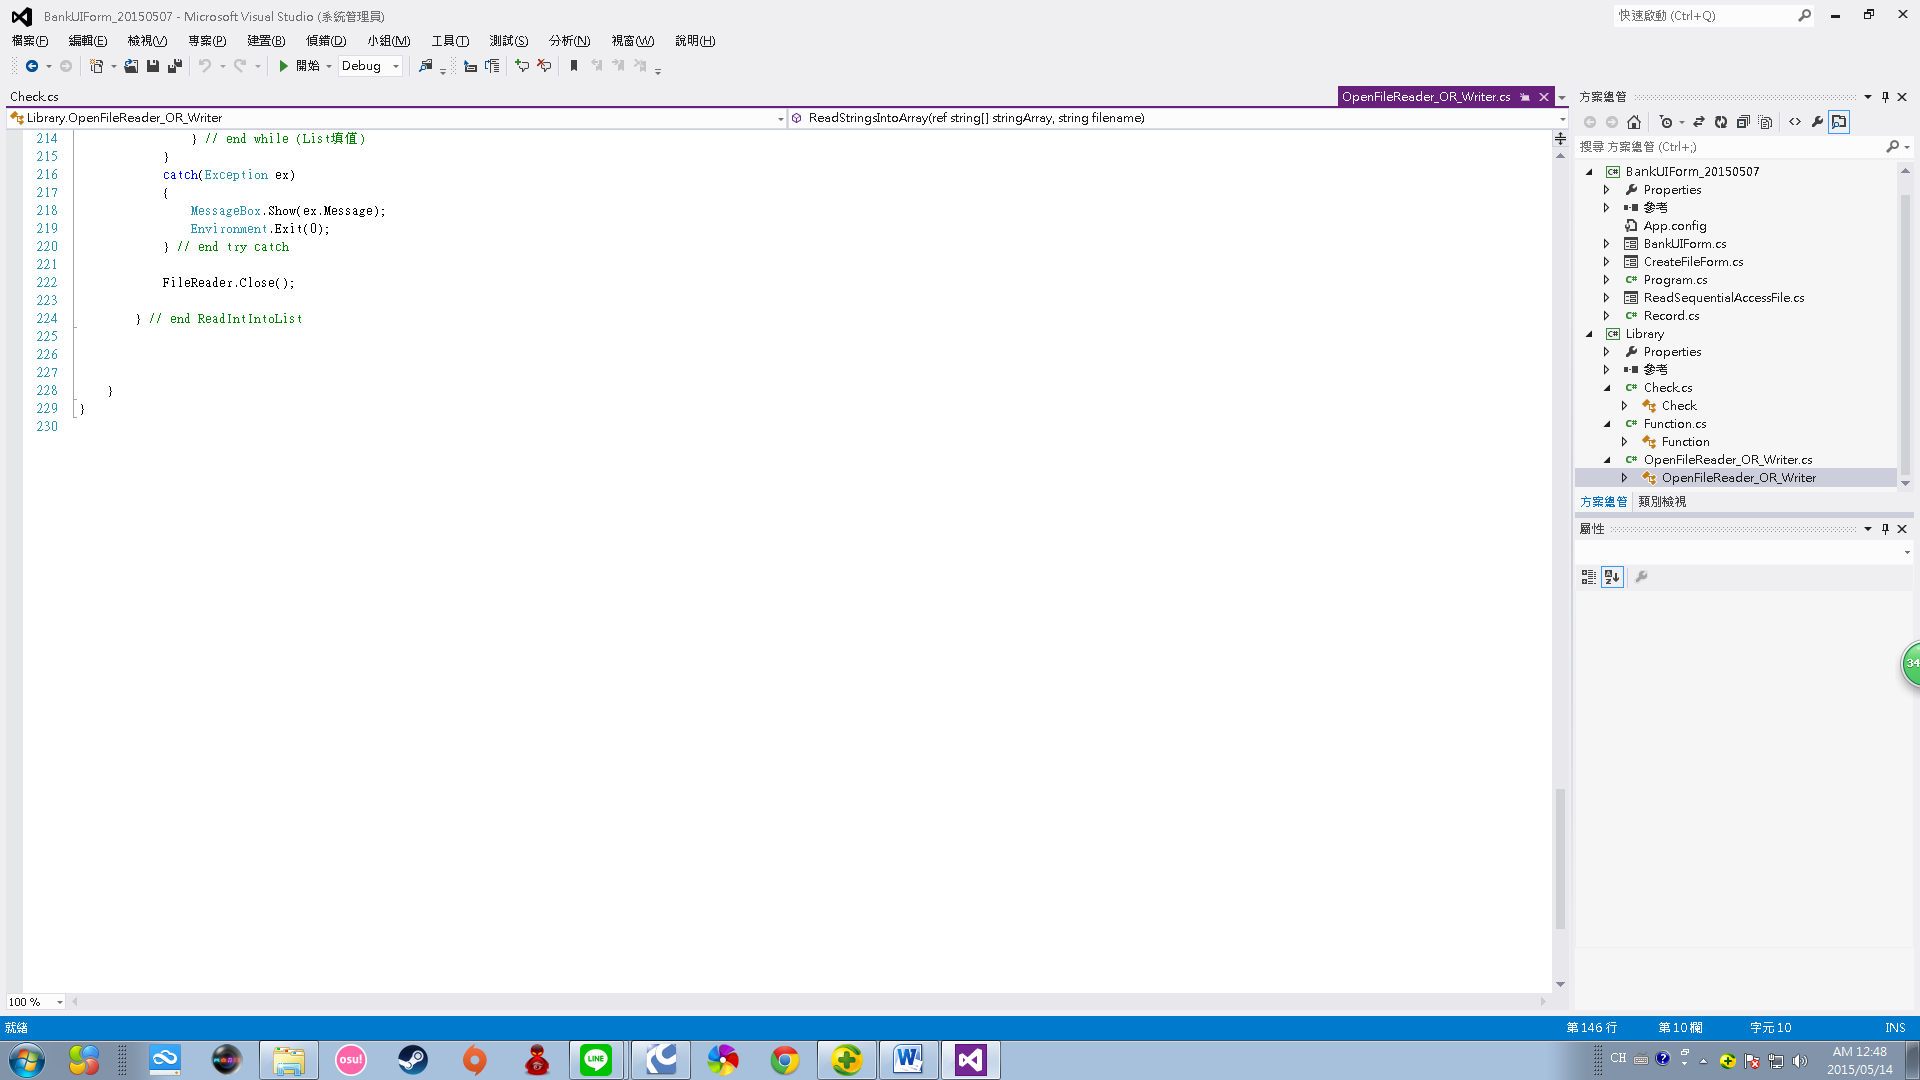 BankUIForm_20150507 - Microsoft Visual Studio (系統管理員)
快速啟動 (Ctrl+Q)
檔案(F) 編輯(E) 檢視(V) 專案(P) 建置(B) 偵錯(D) 小組(M) 工具(T) 測試(S) 分析(N) 視窗(W) 說明(H)
開始 Debug
Check.cs
OpenFileReader_OR_Writer.cs
Library.OpenFileReader_OR_Writer
ReadStringsIntoArray(ref string[] stringArray, string filename)
214 } // end while (List填值)
215 }
216 catch(Exception ex)
217 {
218 MessageBox.Show(ex.Message);
219 Environment.Exit(0);
220 } // end try catch
221
222 FileReader.Close();
223
224 } // end ReadIntIntoList
225
226
227
228 }
229 }
230
100 %
方案總管
搜尋 方案總管 (Ctrl+;)
BankUIForm_20150507
Properties
參考
App.config
BankUIForm.cs
CreateFileForm.cs
Program.cs
ReadSequentialAccessFile.cs
Record.cs
Library
Properties
參考
Check.cs
Check
Function.cs
Function
OpenFileReader_OR_Writer.cs
OpenFileReader_OR_Writer
方案總管 類別檢視
屬性
34
就緒
第 146 行 第 10 欄 字元 10 INS
osu!
LINE
CH
AM 12:48
2015/05/14